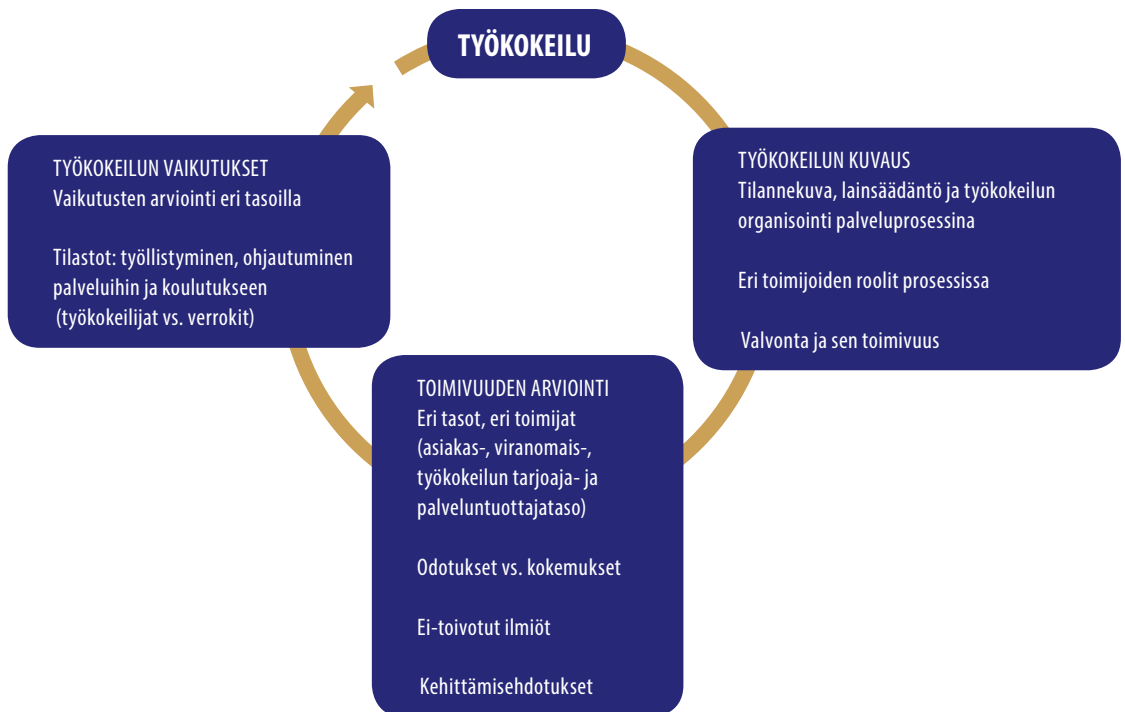 TYÖKOKEILU
TYÖKOKEILUN KUVAUS
Tilannekuva, lainsäädäntö ja työkokeilun
organisointi palveluprosessina
Eri toimijoiden roolit prosessissa
Valvonta ja sen toimivuus
TOIMIVUUDEN ARVIOINTI
Eri tasot, eri toimijat
(asiakas-, viranomais-,
työkokeilun tarjoaja- ja
palveluntuottajataso)
Odotukset vs. kokemukset
Ei-toivotut ilmiöt
Kehittämisehdotukset
TYÖKOKEILUN VAIKUTUKSET
Vaikutusten arviointi eri tasoilla
Tilastot: työllistyminen, ohjautuminen
palveluihin ja koulutukseen
(työkokeilijat vs. verrokit)